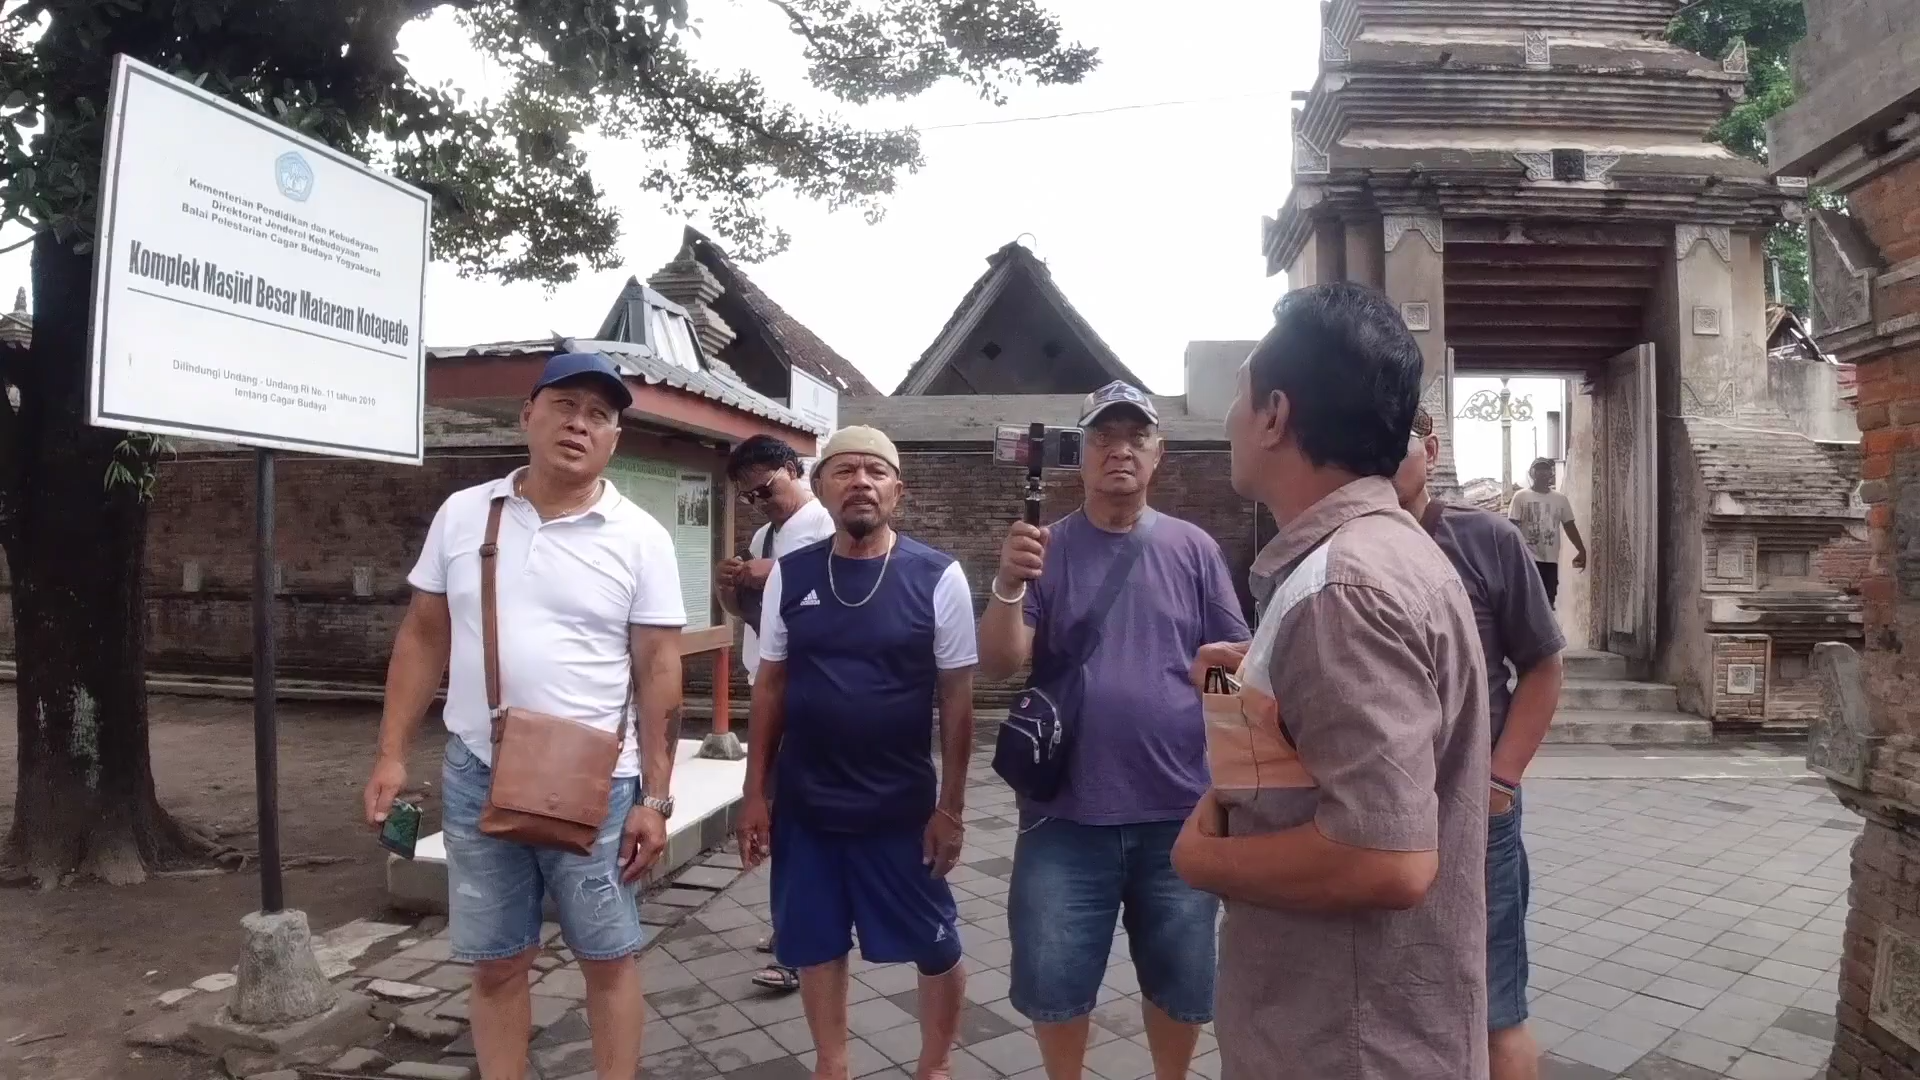 Kementerian Pendidikan dan Kebudayaan
Direktorat Jenderal Kebudayaan
Balai Pelestarian Cagar Budaya Yogyakarta
Komplek Masjid Besar Mataram Kotagede
Dilindungi Undang - Undang RI No. 11 tahun 2010
tentang Cagar Budaya
adidas